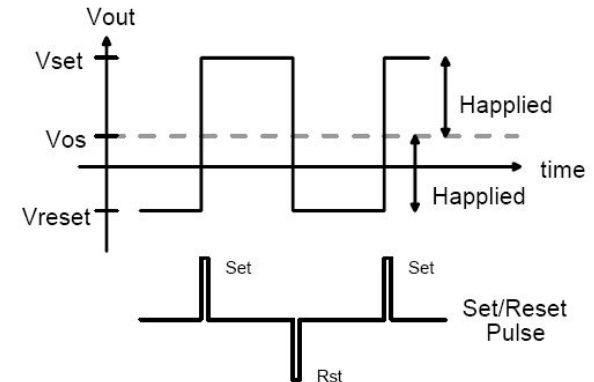 Vout
Vset
Happlied
Vos
time
Happlied
Vreset
Set
Set
Set/Reset
Pulse
Rst